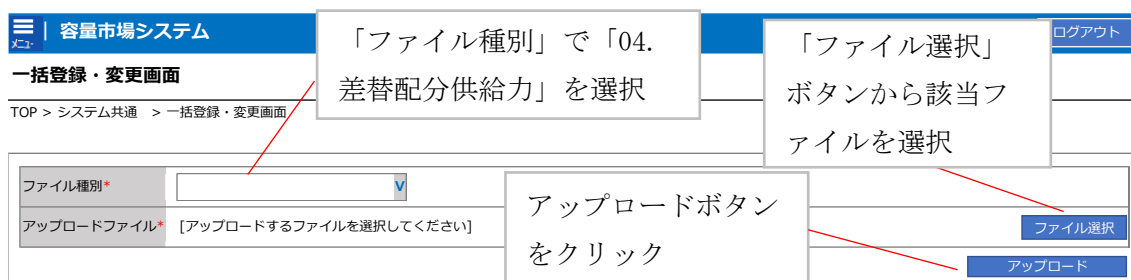 メニュー
容量市場システム
ログアウト
「ファイル種別」で「04.
差替配分供給力」を選択
「ファイル選択」
ボタンから該当フ
ァイルを選択
一括登録・変更画面
TOP > システム共通 > 一括登録・変更画面
ファイル種別*
V
アップロードファイル* [アップロードするファイルを選択してください]
ファイル選択
アップロードボタン
をクリック
アップロード